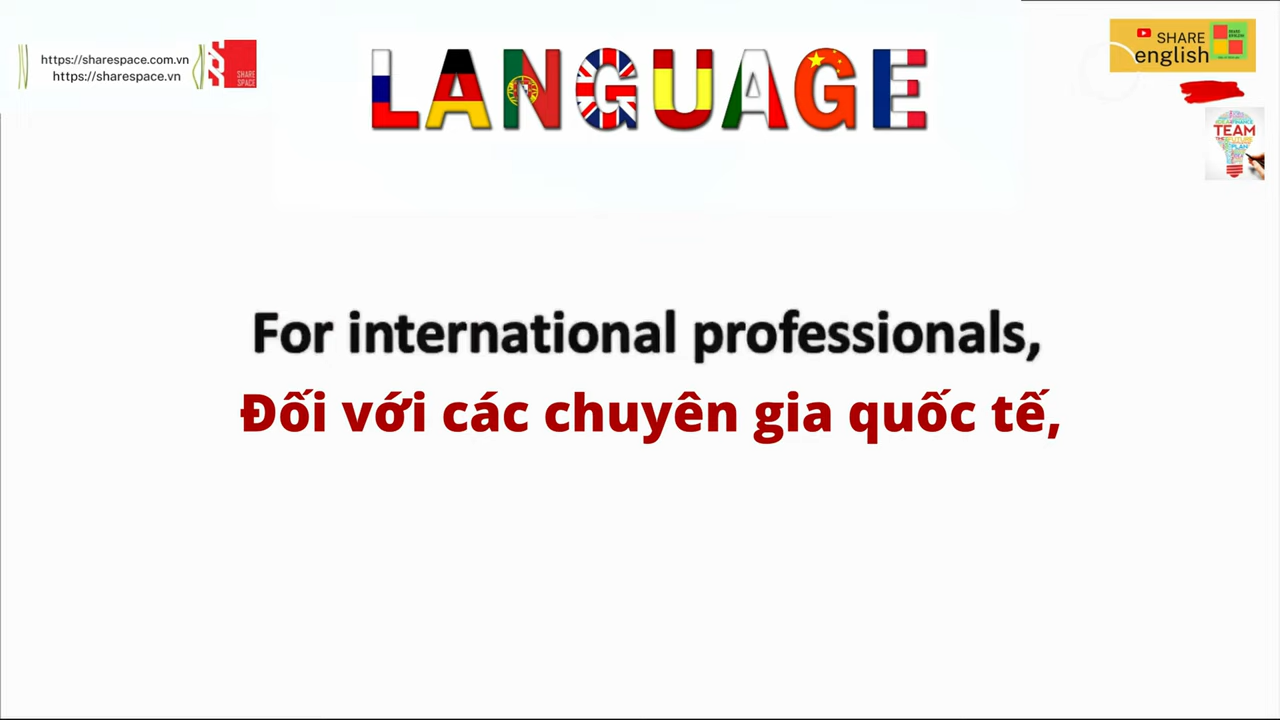 https://sharespace.com.vn
https://sharespace.vn
SHARE
SPACE
LANGUAGE
SHARE
english
TEAM
PLAN
For international professionals,
Đối với các chuyên gia quốc tế,